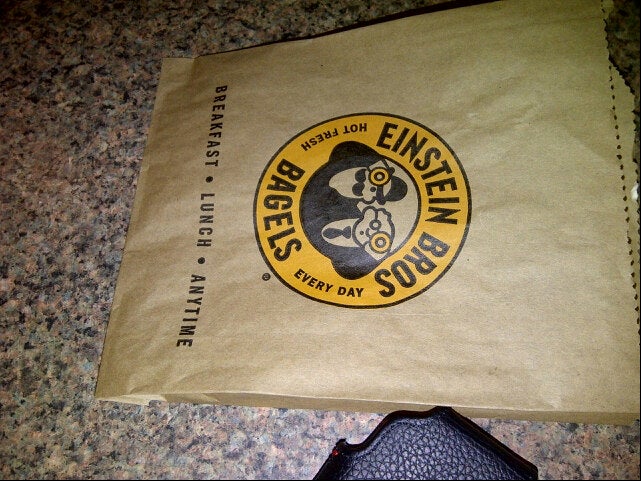 EINSTEIN BROS
BAGELS
HOT FRESH
EVERY DAY
®
BREAKFAST • LUNCH • ANYTIME